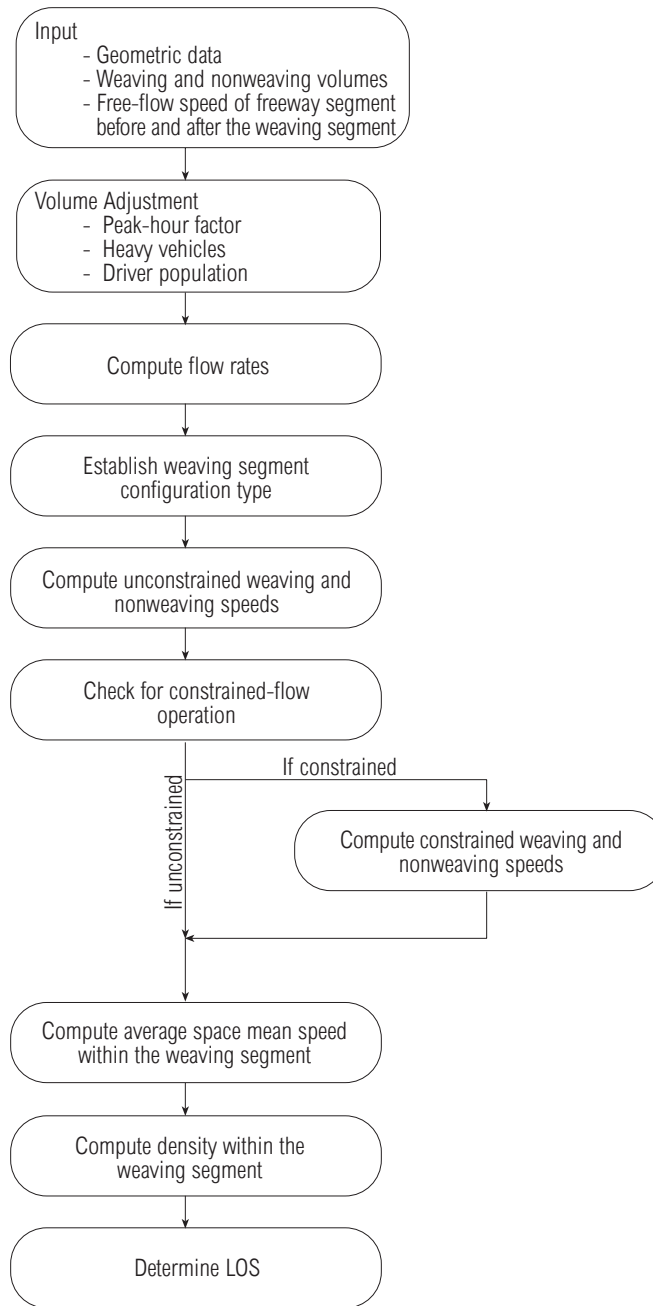 Input
- Geometric data
- Weaving and nonweaving volumes
- Free-flow speed of freeway segment
before and after the weaving segment
Volume Adjustment
- Peak-hour factor
- Heavy vehicles
- Driver population
Compute flow rates
Establish weaving segment
configuration type
Compute unconstrained weaving and
nonweaving speeds
Check for constrained-flow
operation
If constrained
If unconstrained
Compute constrained weaving and
nonweaving speeds
Compute average space mean speed
within the weaving segment
Compute density within the
weaving segment
Determine LOS